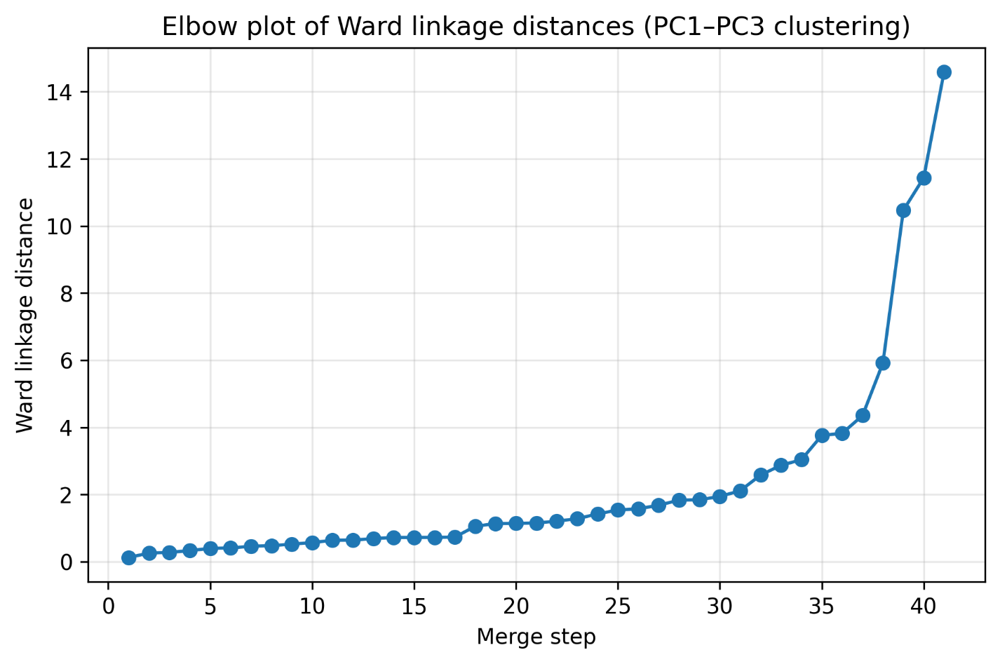 Elbow plot of Ward linkage distances (PC1–PC3 clustering)
Ward linkage distance
14
12
10
8
6
4
2
0
0 5 10 15 20 25 30 35 40
Merge step